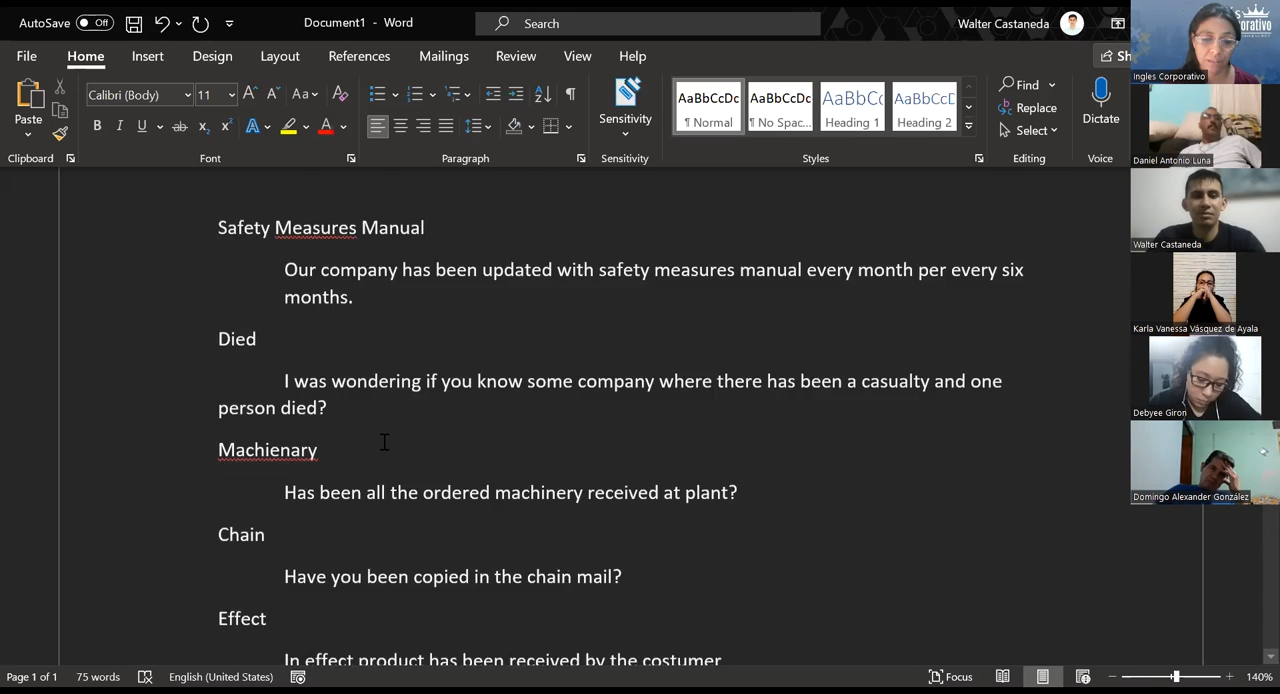 AutoSave Off Document1 - Word Search Walter Castaneda
File Home Insert Design Layout References Mailings Review View Help Sh
Paste Calibri (Body) 11 Aa Sensitivity AaBbCcDc AaBbCcDc AaBbCc AaBbCcD Find Replace Select Dictate
¶ Normal ¶ No Spac... Heading 1 Heading 2
Clipboard Font Paragraph Sensitivity Styles Editing Voice
Safety Measures Manual
Our company has been updated with safety measures manual every month per every six
months.
Died
I was wondering if you know some company where there has been a casualty and one
person died?
Machienary
Has been all the ordered machinery received at plant?
Chain
Have you been copied in the chain mail?
Effect
In effect product has been received by the costumer
Page 1 of 1 75 words English (United States) Focus 140%
Ingles Corporativo
Daniel Antonio Luna
Walter Castaneda
Karla Vanessa Vásquez de Ayala
Debyee Giron
Domingo Alexander González